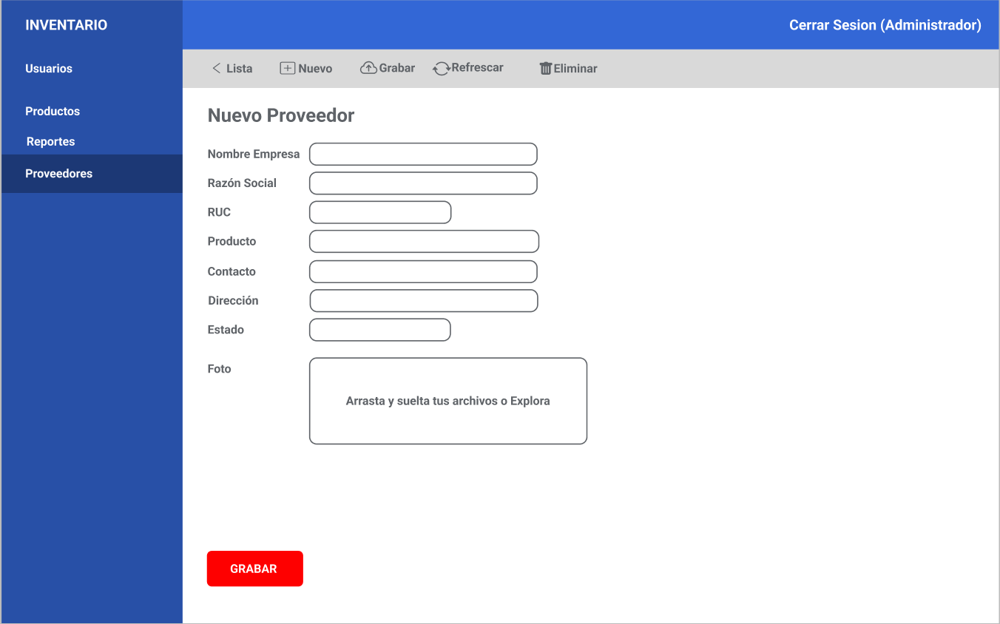 INVENTARIO
Cerrar Sesion (Administrador)
Usuarios
Productos
Reportes
Proveedores
Lista
Nuevo
Grabar
Refrescar
Eliminar
Nuevo Proveedor
Nombre Empresa
Razón Social
RUC
Producto
Contacto
Dirección
Estado
Foto
Arrasta y suelta tus archivos o Explora
GRABAR